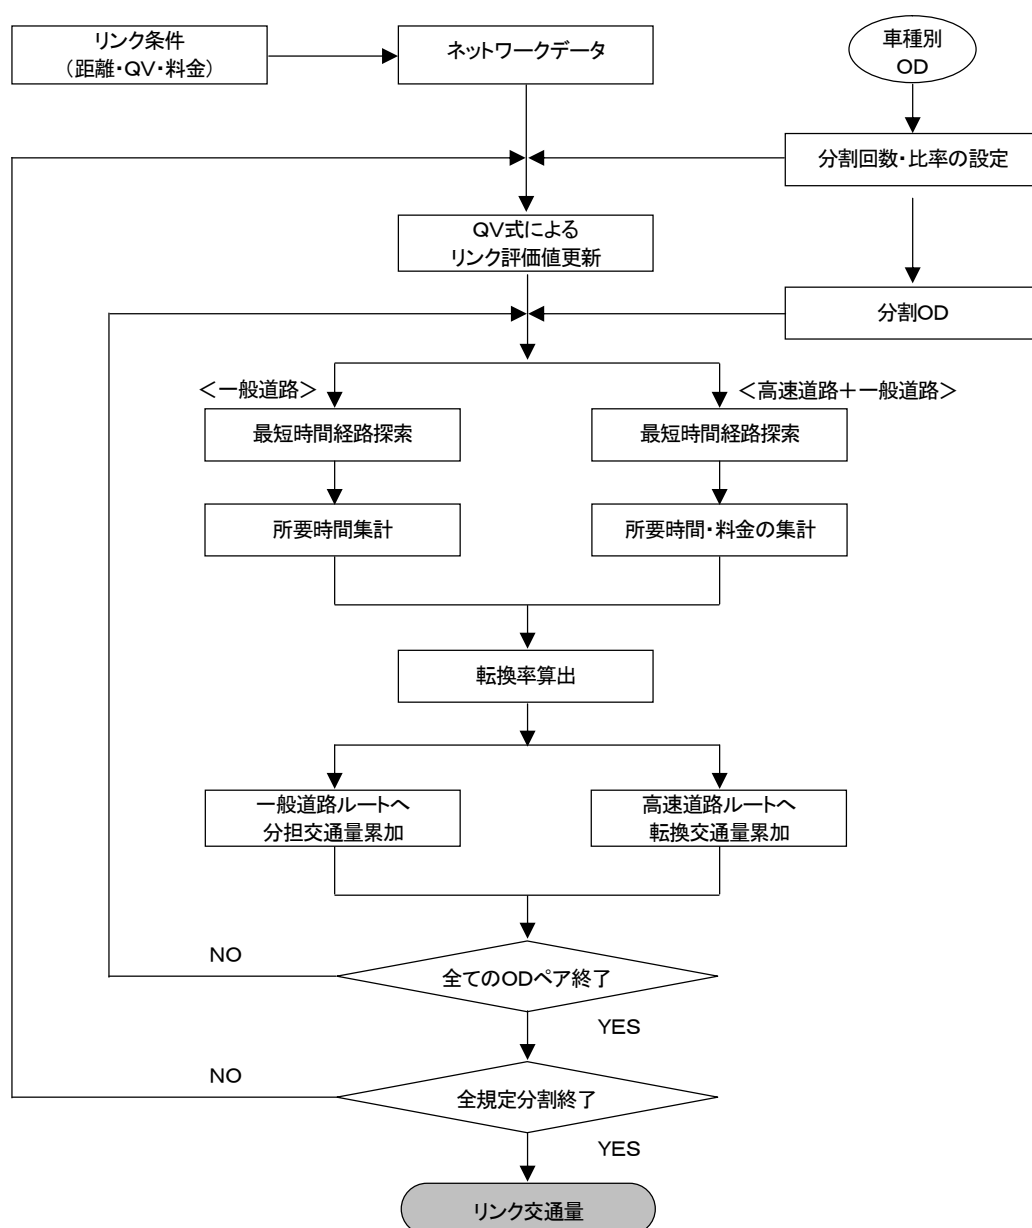 リンク条件
(距離・QV・料金)
ネットワークデータ
車種別
OD
分割回数・比率の設定
QV式による
リンク評価値更新
分割OD
<一般道路>
<高速道路+一般道路>
最短時間経路探索
最短時間経路探索
所要時間集計
所要時間・料金の集計
転換率算出
一般道路ルートへ
分担交通量累加
高速道路ルートへ
転換交通量累加
NO
全てのODペア終了
YES
NO
全規定分割終了
YES
リンク交通量